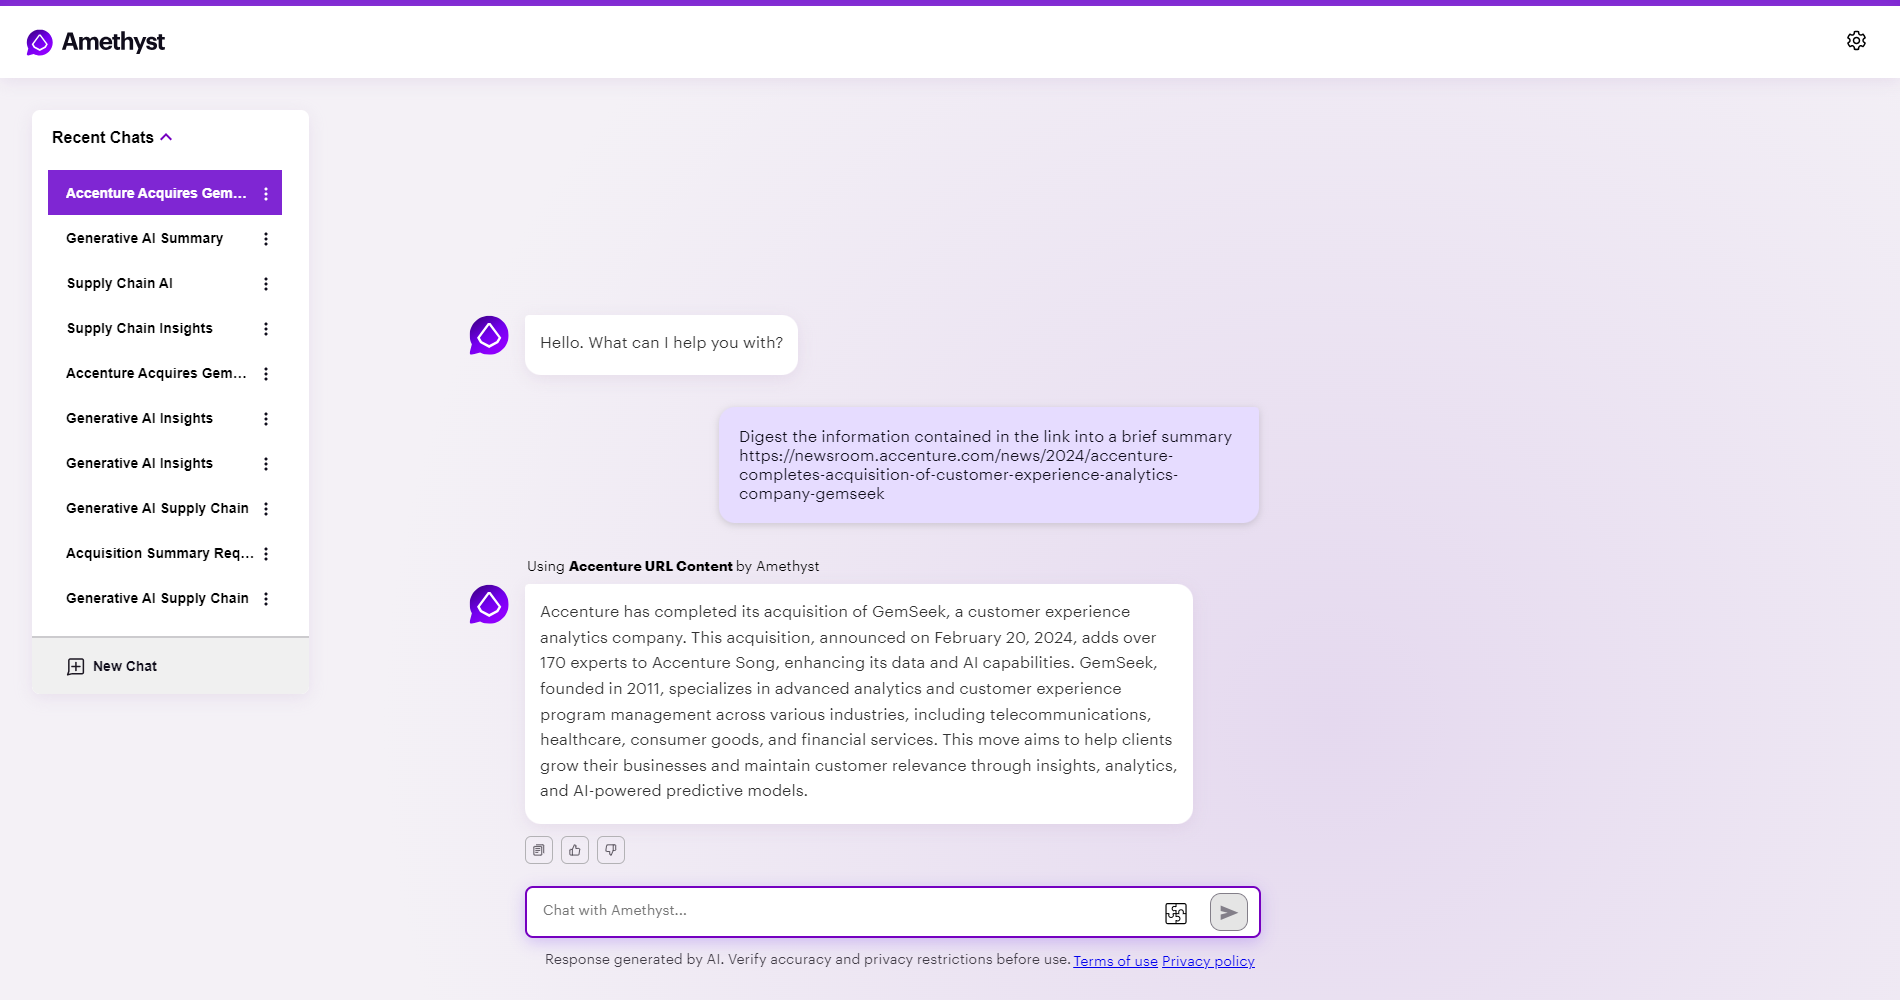 Amethyst
Recent Chats
Accenture Acquires Gem...
Generative AI Summary
Supply Chain AI
Supply Chain Insights
Accenture Acquires Gem...
Generative AI Insights
Generative AI Insights
Generative AI Supply Chain
Acquisition Summary Req...
Generative AI Supply Chain
New Chat
Hello. What can I help you with?
Digest the information contained in the link into a brief summary
https://newsroom.accenture.com/news/2024/accenture-
completes-acquisition-of-customer-experience-analytics-
company-gemseek
Using Accenture URL Content by Amethyst
Accenture has completed its acquisition of GemSeek, a customer experience
analytics company. This acquisition, announced on February 20, 2024, adds over
170 experts to Accenture Song, enhancing its data and AI capabilities. GemSeek,
founded in 2011, specializes in advanced analytics and customer experience
program management across various industries, including telecommunications,
healthcare, consumer goods, and financial services. This move aims to help clients
grow their businesses and maintain customer relevance through insights, analytics,
and AI-powered predictive models.
Chat with Amethyst...
Response generated by AI. Verify accuracy and privacy restrictions before use. Terms of use Privacy policy